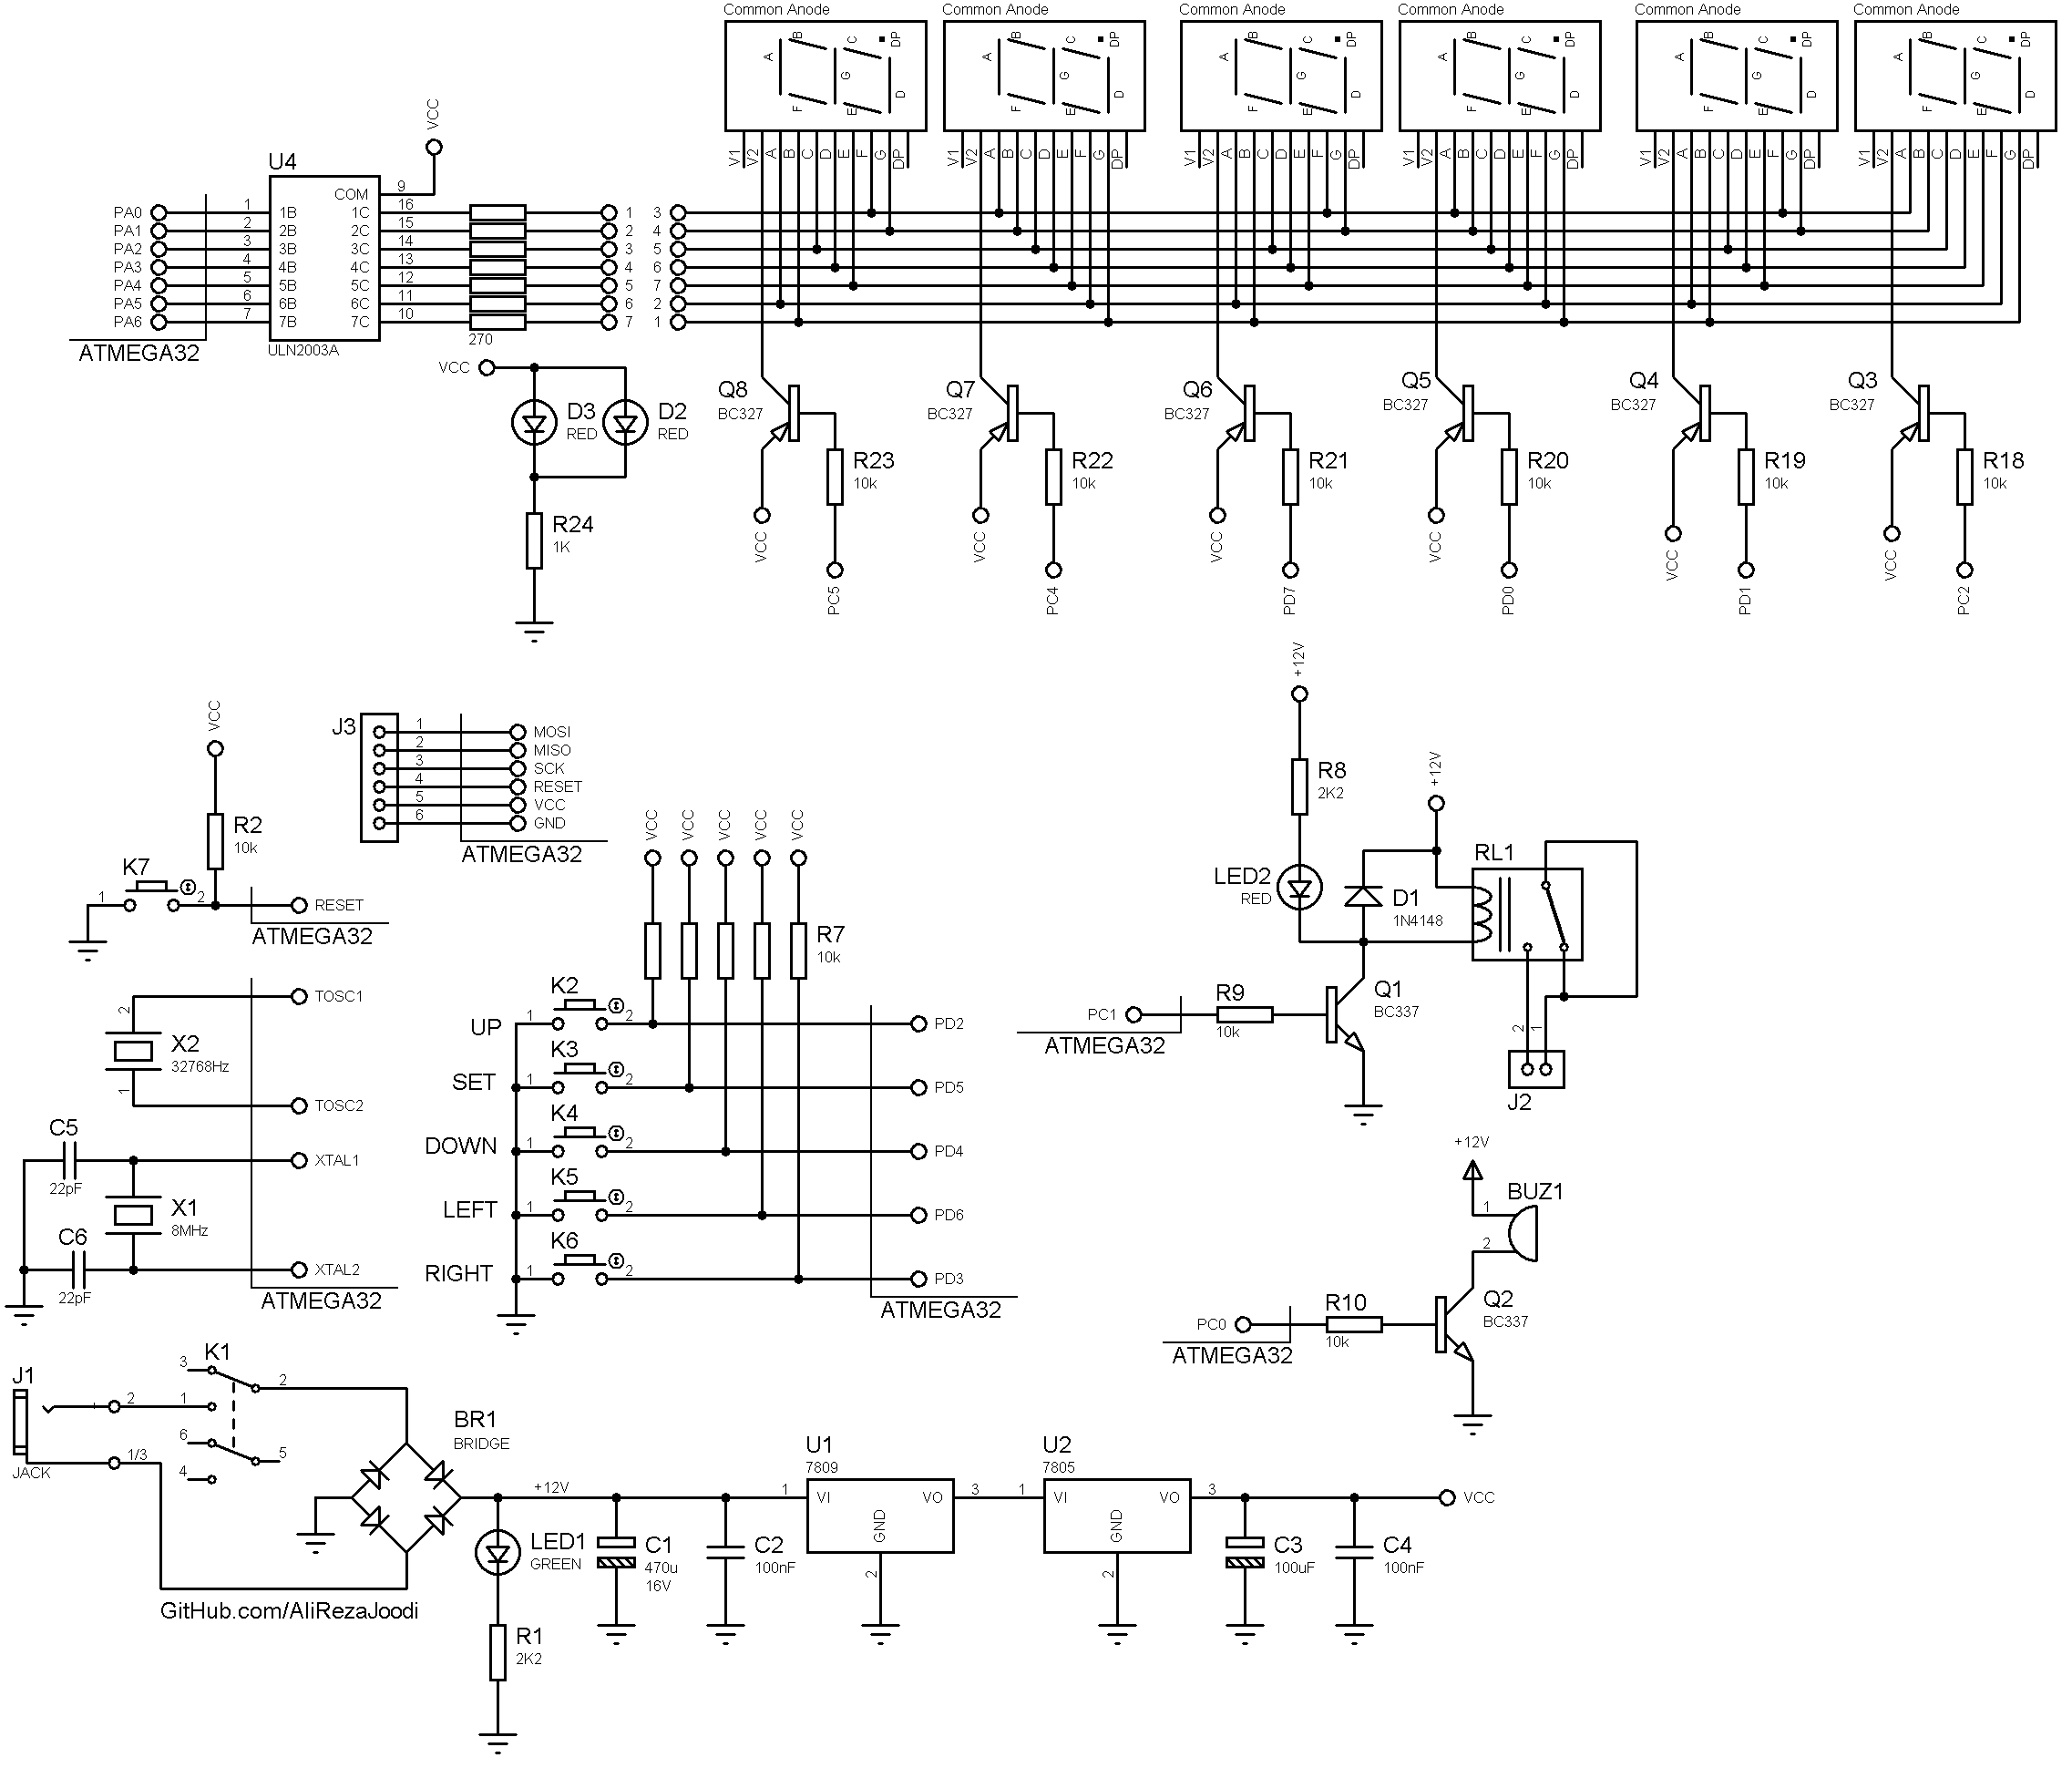 Common Anode Common Anode Common Anode Common Anode Common Anode Common Anode
A B C DP G F E D A B C DP G F E D A B C DP G F E D A B C DP G F E D A B C DP G F E D A B C DP G F E D
V1 V2 A B C D E F G DP V1 V2 A B C D E F G DP V1 V2 A B C D E F G DP V1 V2 A B C D E F G DP V1 V2 A B C D E F G DP V1 V2 A B C D E F G DP
VCC
U4
COM 9
PA0 1 1B 1C 16 1 3
PA1 2 2B 2C 15 2 4
PA2 3 3B 3C 14 3 5
PA3 4 4B 4C 13 4 6
PA4 5 5B 5C 12 5 7
PA5 6 6B 6C 11 6 2
PA6 7 7B 7C 10 7 1
ATMEGA32
ULN2003A
270
VCC
D3
RED
D2
RED
R24
1K
Q8
BC327
R23
10k
VCC
PC5
Q7
BC327
R22
10k
VCC
PC4
Q6
BC327
R21
10k
VCC
PD7
Q5
BC327
R20
10k
VCC
PD0
Q4
BC327
R19
10k
VCC
PD1
Q3
BC327
R18
10k
VCC
PC2
VCC
R2
10k
K7
1 2
RESET
ATMEGA32
J3
1 MOSI
2 MISO
3 SCK
4 RESET
5 VCC
6 GND
ATMEGA32
VCC VCC VCC VCC VCC
R7
10k
UP K2 1 2 PD2
SET K3 1 2 PD5
DOWN K4 1 2 PD4
LEFT K5 1 2 PD6
RIGHT K6 1 2 PD3
ATMEGA32
TOSC1
2
X2
32768Hz
1
TOSC2
C5
22pF
XTAL1
X1
8MHz
C6
22pF
XTAL2
ATMEGA32
+12V
R8
2K2
LED2
RED
+12V
D1
1N4148
RL1
PC1
ATMEGA32
R9
10k
Q1
BC337
2 1
J2
+12V
1
BUZ1
2
PC0
ATMEGA32
R10
10k
Q2
BC337
J1
JACK
2
1/3
K1
3
1
2
6
5
4
BR1
BRIDGE
+12V
LED1
GREEN
R1
2K2
C1
470u
16V
C2
100nF
U1
7809
1 VI VO 3
GND
2
U2
7805
1 VI VO 3
GND
2
C3
100uF
C4
100nF
VCC
GitHub.com/AliRezaJoodi